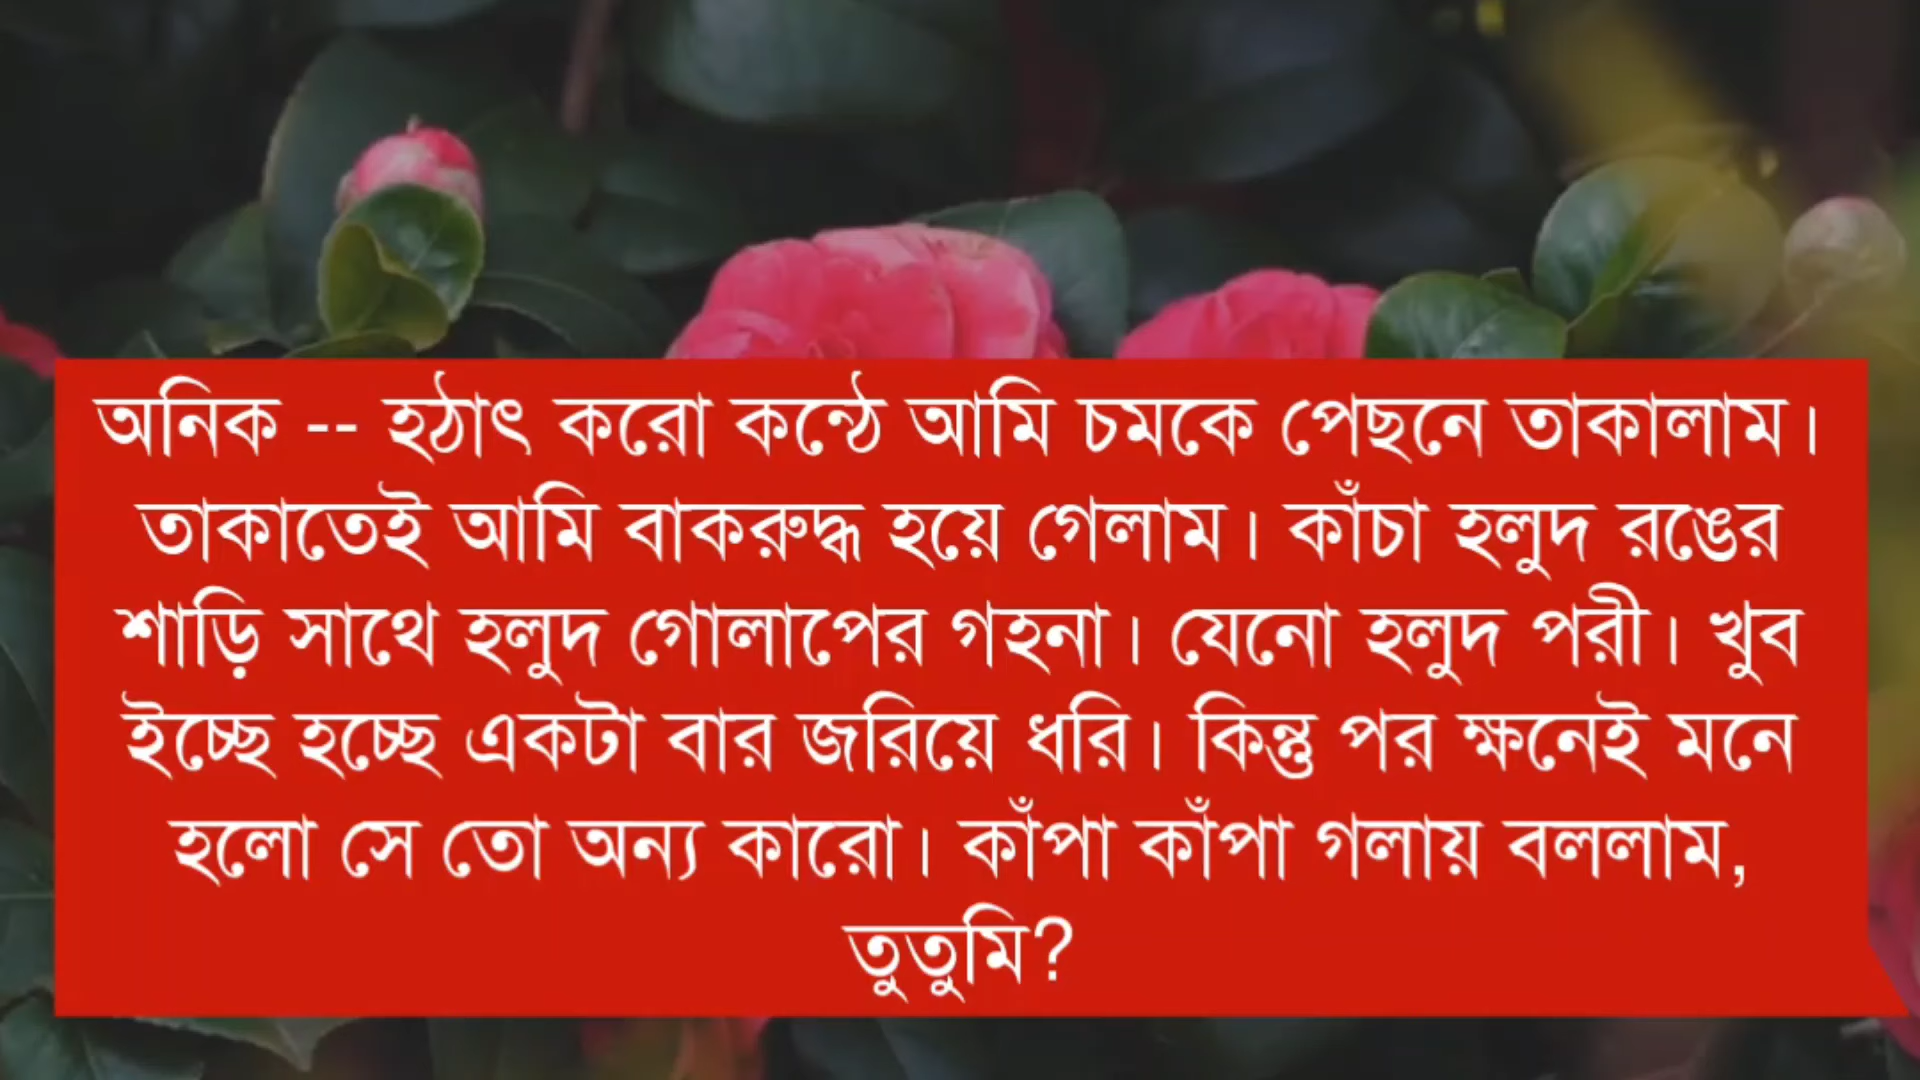 অনিক -- হঠাৎ করো কন্ঠে আমি চমকে পেছনে তাকালাম।
তাকাতেই আমি বাকরুদ্ধ হয়ে গেলাম। কাঁচা হলুদ রঙের
শাড়ি সাথে হলুদ গোলাপের গহনা। যেনো হলুদ পরী। খুব
ইচ্ছে হচ্ছে একটা বার জরিয়ে ধরি। কিন্তু পর ক্ষনেই মনে
হলো সে তো অন্য কারো। কাঁপা কাঁপা গলায় বললাম,
তুতুমি?